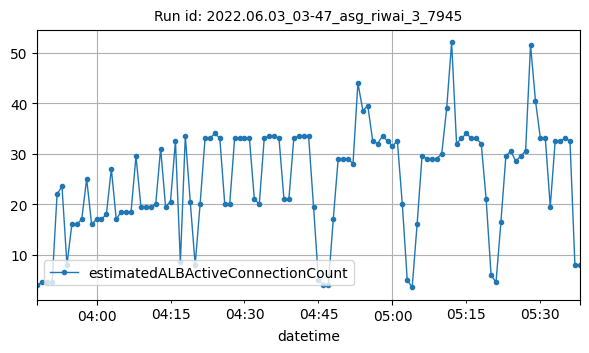 Run id: 2022.06.03_03-47_asg_riwai_3_7945
50
40
30
20
10
estimatedALBActiveConnectionCount
04:00 04:15 04:30 04:45 05:00 05:15 05:30
datetime